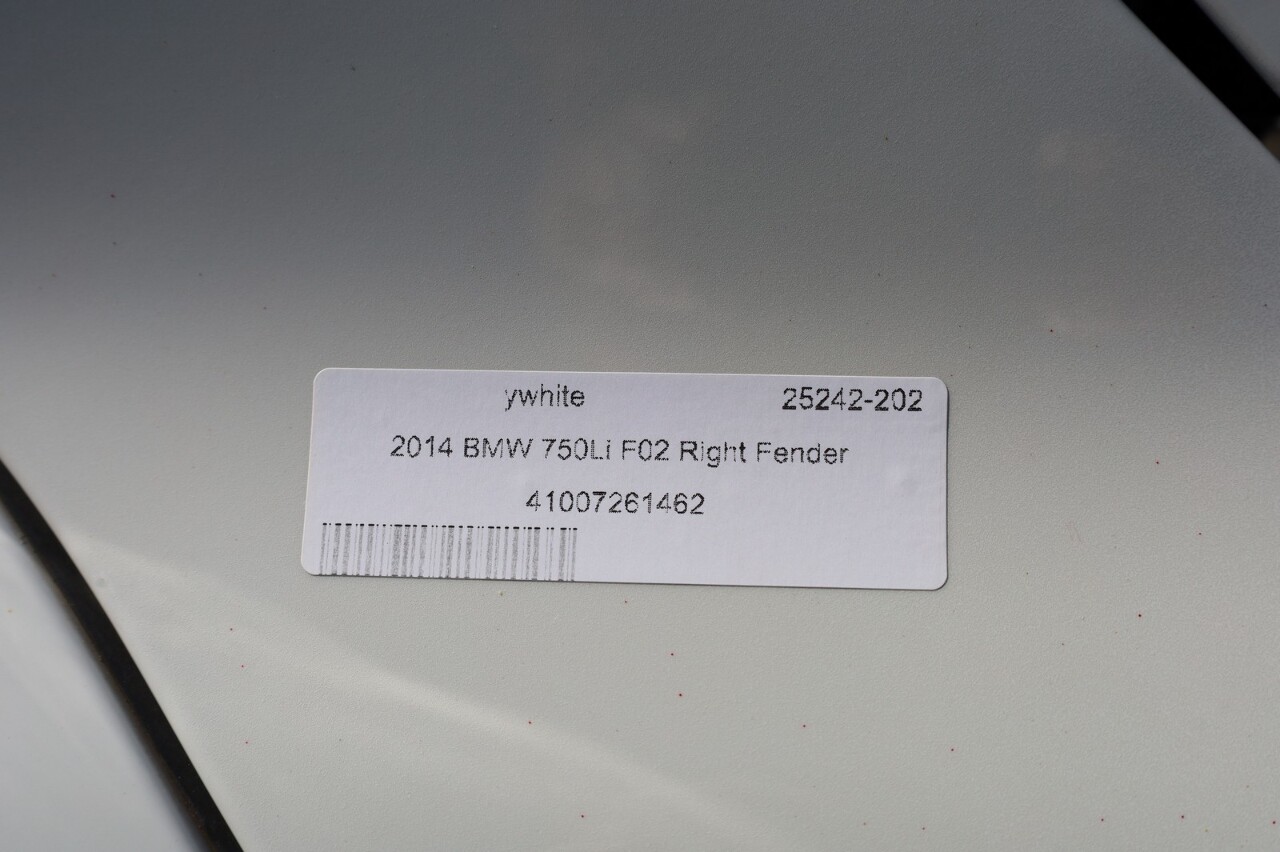 ywhite 25242-202
2014 BMW 750Li F02 Right Fender
41007261462